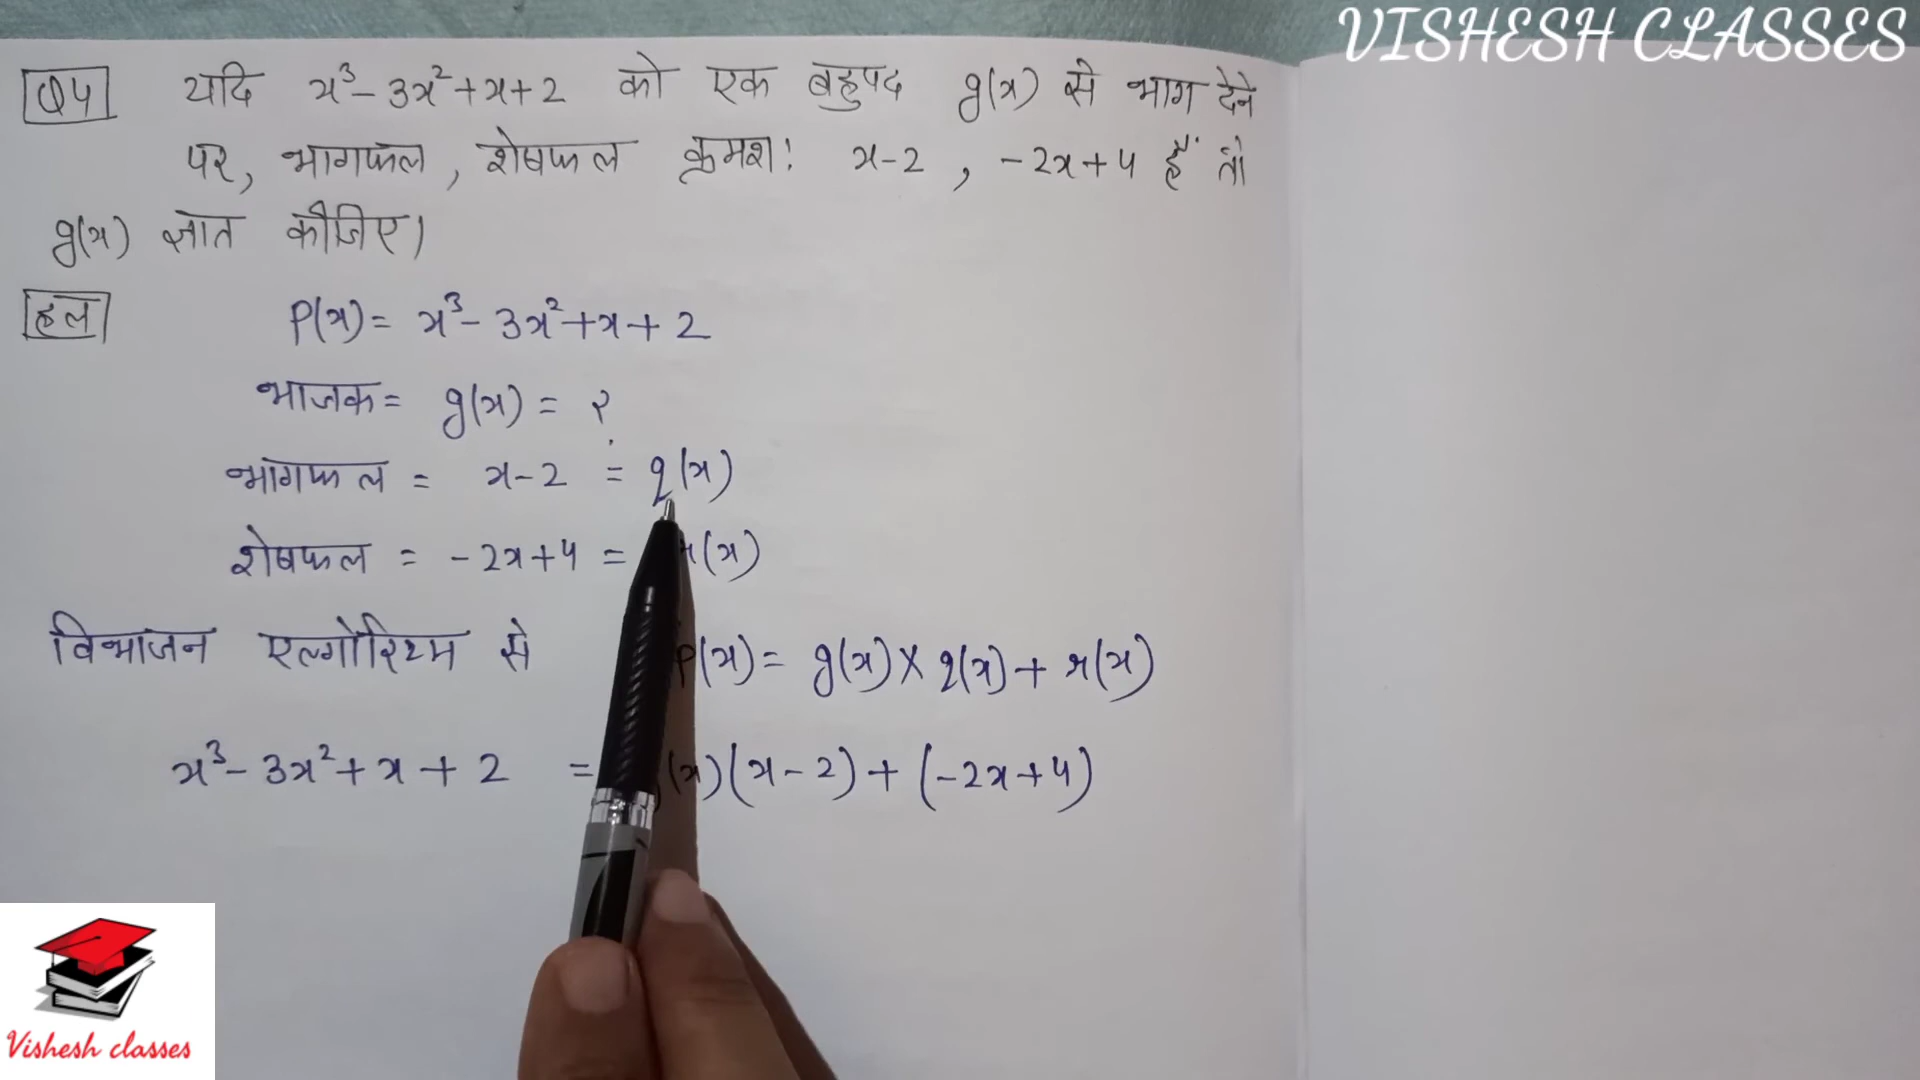 VISHESH CLASSES
Q4 यदि x³-3x²+x+2 को एक बहुपद g(x) से भाग देने
पर, भागफल, शेषफल क्रमश: x-2, -2x+4 हैं तो
g(x) ज्ञात कीजिए।
हल P(x)= x³-3x²+x+2
भाजक= g(x) = ?
भागफल = x-2 = q(x)
शेषफल = -2x+4 = r(x)
विभाजन एल्गोरिथ्म से P(x)= g(x)×q(x)+r(x)
x³-3x²+x+2 = (x)(x-2)+(-2x+4)
Vishesh classes